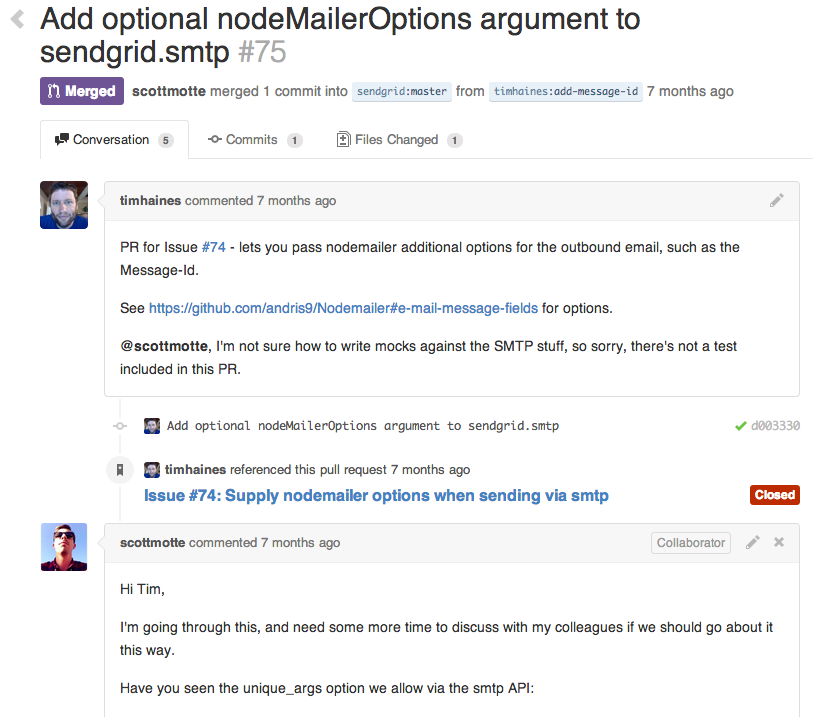 Add optional nodeMailerOptions argument to
sendgrid.smtp #75
Merged scottmotte merged 1 commit into sendgrid:master from timhaines:add-message-id 7 months ago
Conversation 5 Commits 1 Files Changed 1
timhaines commented 7 months ago
PR for Issue #74 - lets you pass nodemailer additional options for the outbound email, such as the
Message-Id.
See https://github.com/andris9/Nodemailer#e-mail-message-fields for options.
@scottmotte, I'm not sure how to write mocks against the SMTP stuff, so sorry, there's not a test
included in this PR.
Add optional nodeMailerOptions argument to sendgrid.smtp d003330
timhaines referenced this pull request 7 months ago
Issue #74: Supply nodemailer options when sending via smtp Closed
scottmotte commented 7 months ago Collaborator
Hi Tim,
I'm going through this, and need some more time to discuss with my colleagues if we should go about it
this way.
Have you seen the unique_args option we allow via the smtp API: